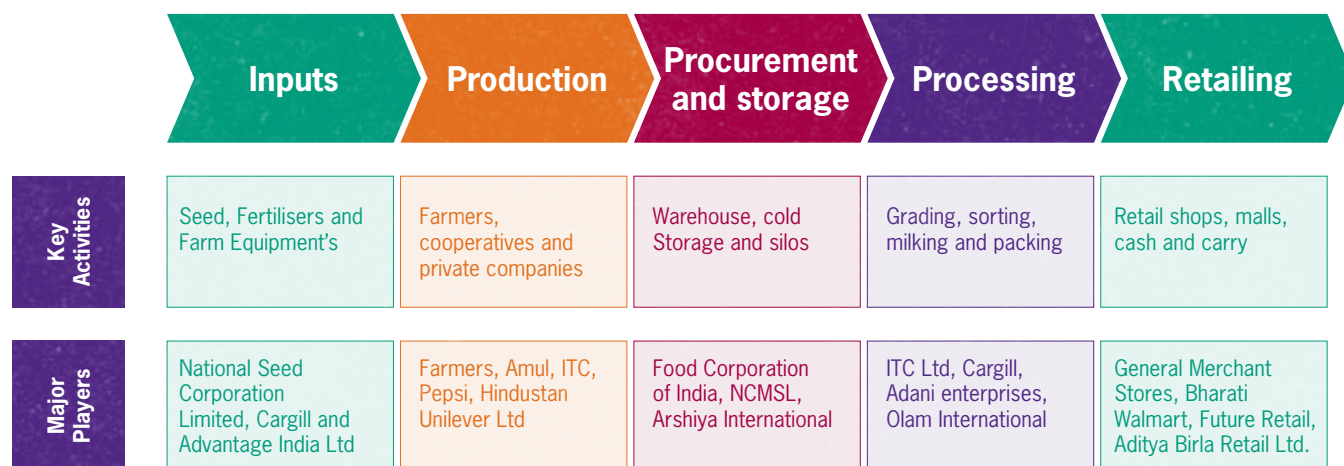 Inputs
Production
Procurement
and storage
Processing
Retailing
Key
Activities
Seed, Fertilisers and
Farm Equipment's
Farmers,
cooperatives and
private companies
Warehouse, cold
Storage and silos
Grading, sorting,
milking and packing
Retail shops, malls,
cash and carry
Major
Players
National Seed
Corporation
Limited, Cargill and
Advantage India Ltd
Farmers, Amul, ITC,
Pepsi, Hindustan
Unilever Ltd
Food Corporation
of India, NCMSL,
Arshiya International
ITC Ltd, Cargill,
Adani enterprises,
Olam International
General Merchant
Stores, Bharati
Walmart, Future Retail,
Aditya Birla Retail Ltd.